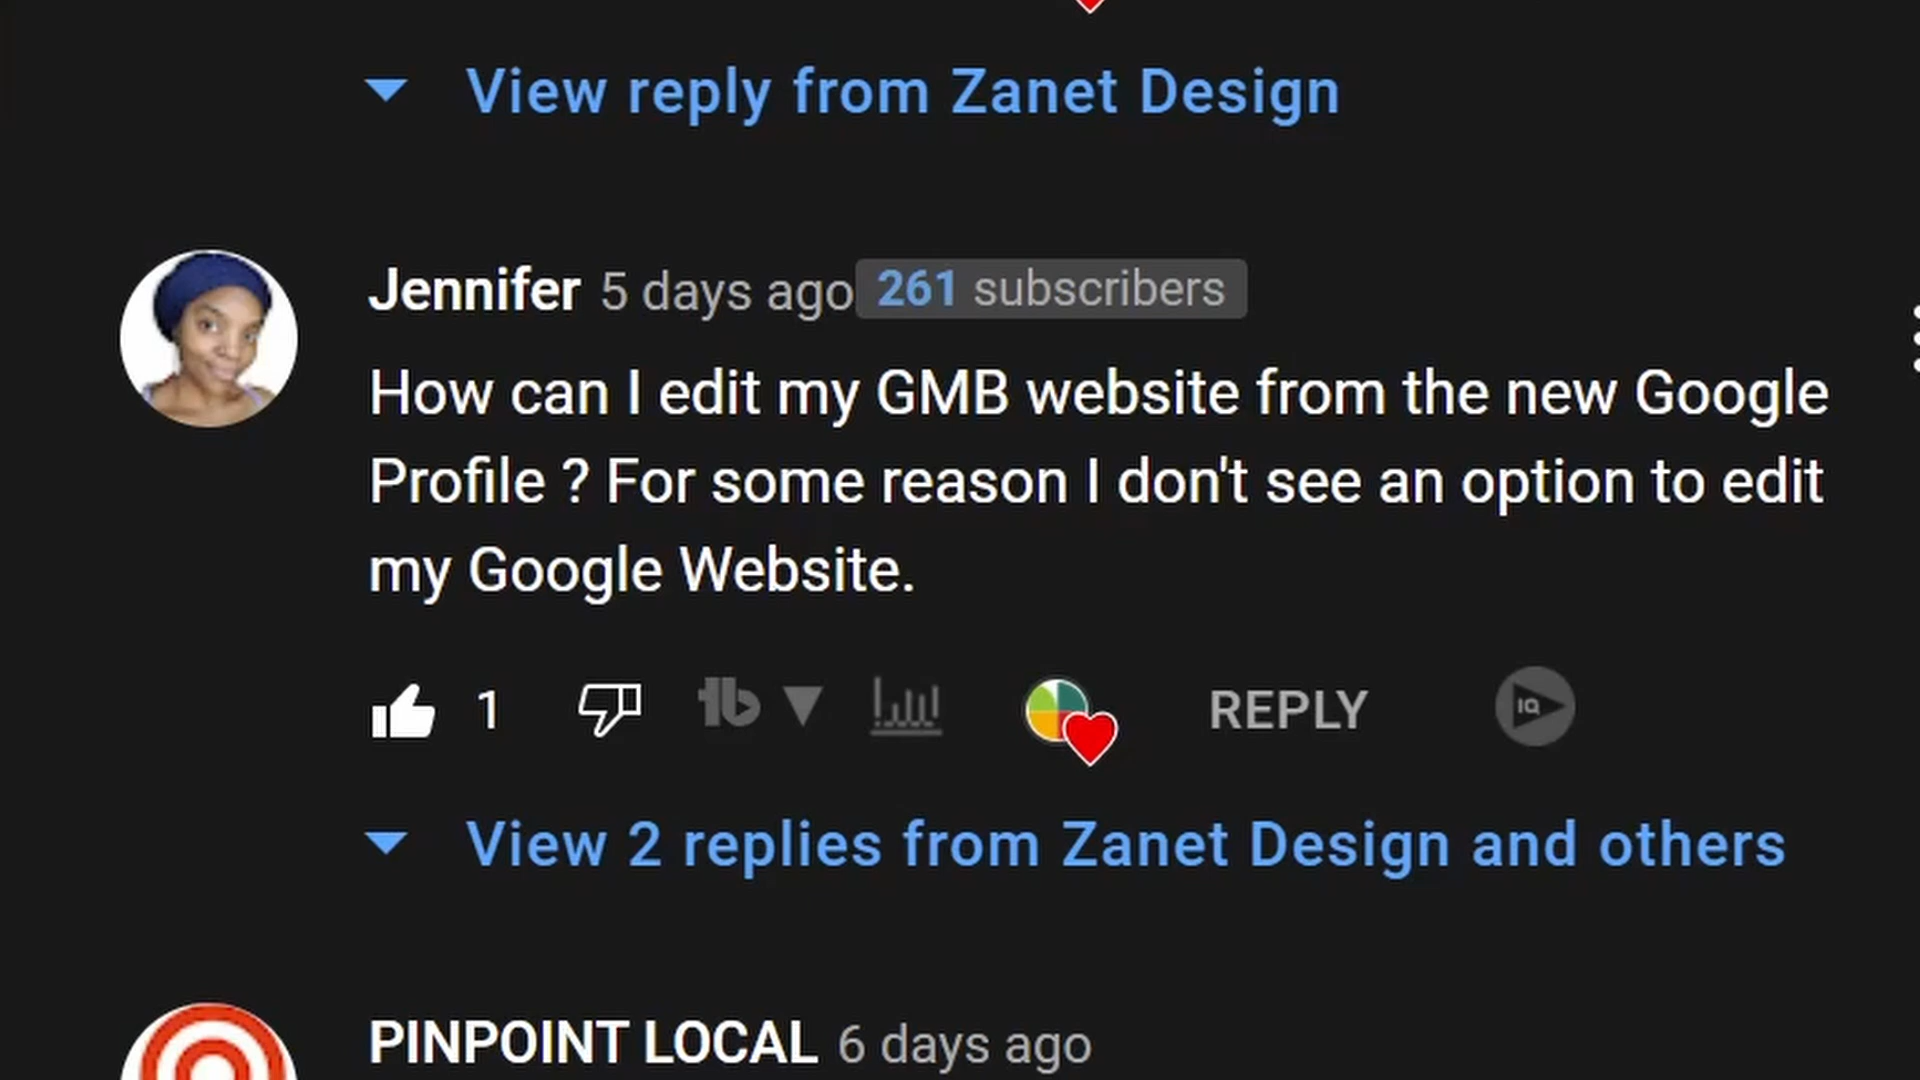 View reply from Zanet Design
Jennifer 5 days ago 261 subscribers
How can I edit my GMB website from the new Google
Profile ? For some reason I don't see an option to edit
my Google Website.
1 tb REPLY IQ
View 2 replies from Zanet Design and others
PINPOINT LOCAL 6 days ago